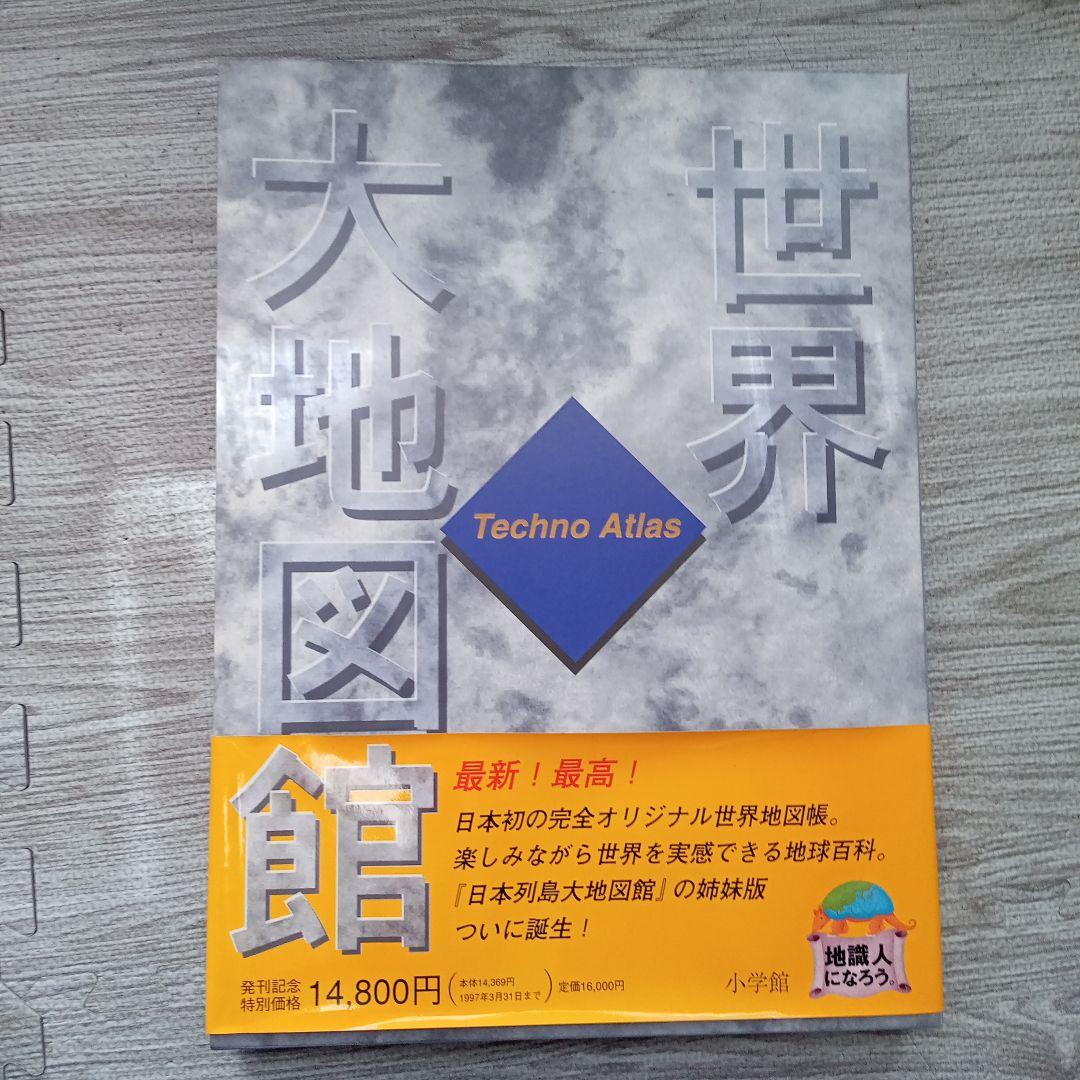 世界
大地図館
Techno Atlas
最新！最高！
日本初の完全オリジナル世界地図帳。
楽しみながら世界を実感できる地球百科。
『日本列島大地図館』の姉妹版
ついに誕生！
発刊記念
特別価格
14,800円
(本体14,369円
1997年3月31日まで)
定価16,000円
小学館
地識人
になろう。